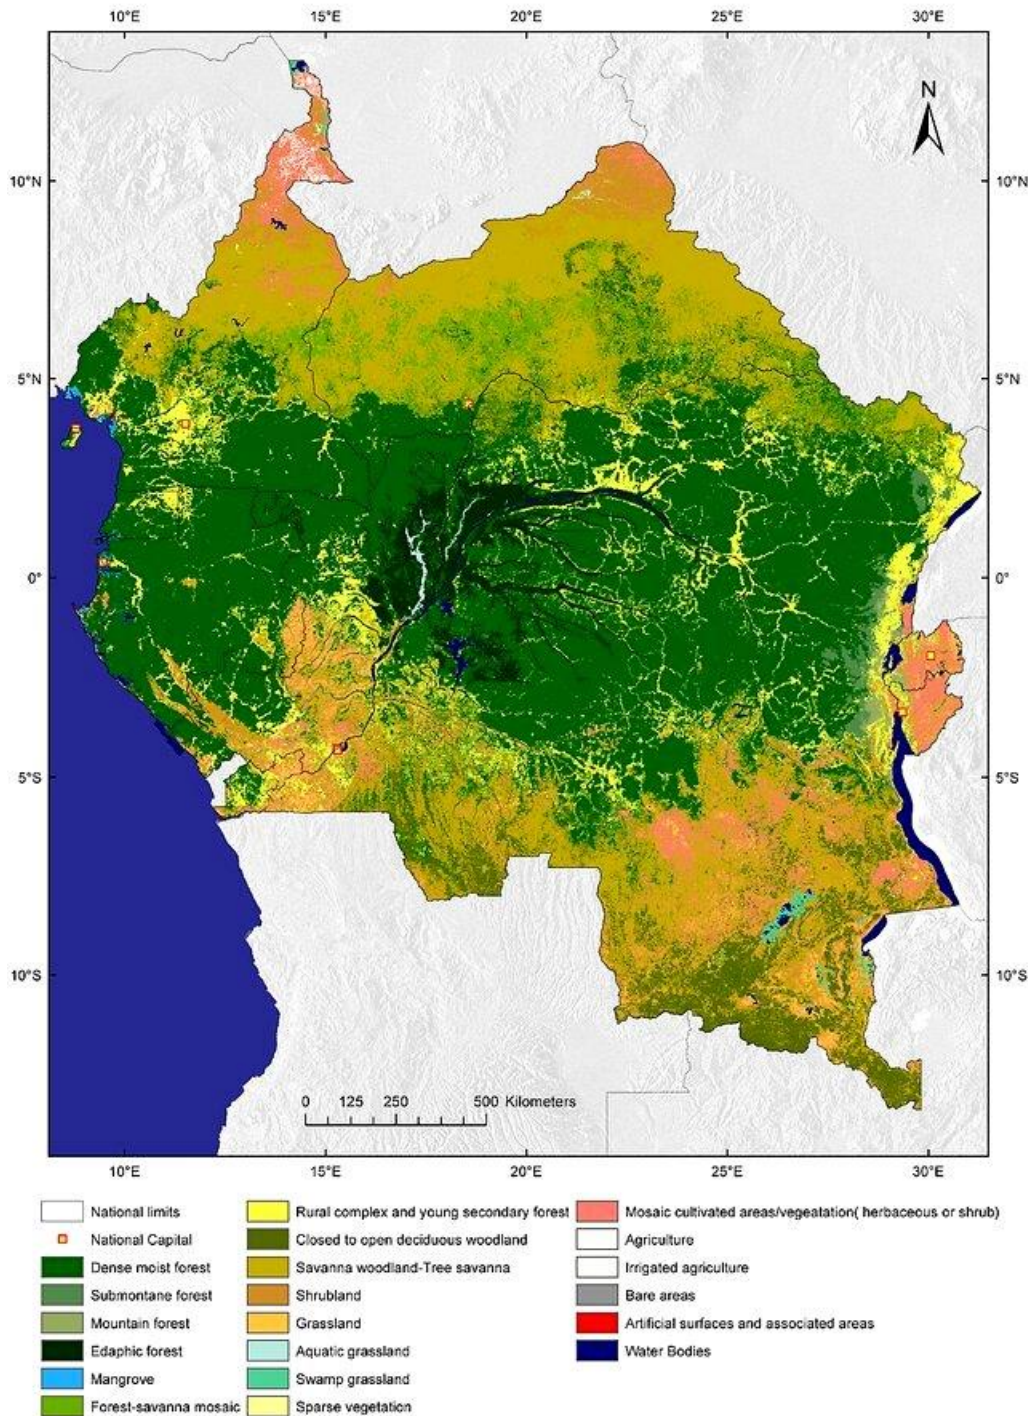 10°E 15°E 20°E 25°E 30°E
N
10°N 10°N
5°N 5°N
0° 0°
5°S 5°S
10°S 10°S
0 125 250 500 Kilometers
10°E 15°E 20°E 25°E 30°E
National limits
National Capital
Dense moist forest
Submontane forest
Mountain forest
Edaphic forest
Mangrove
Forest-savanna mosaic
Rural complex and young secondary forest
Closed to open deciduous woodland
Savanna woodland-Tree savanna
Shrubland
Grassland
Aquatic grassland
Swamp grassland
Sparse vegetation
Mosaic cultivated areas/vegeatation( herbaceous or shrub)
Agriculture
Irrigated agriculture
Bare areas
Artificial surfaces and associated areas
Water Bodies